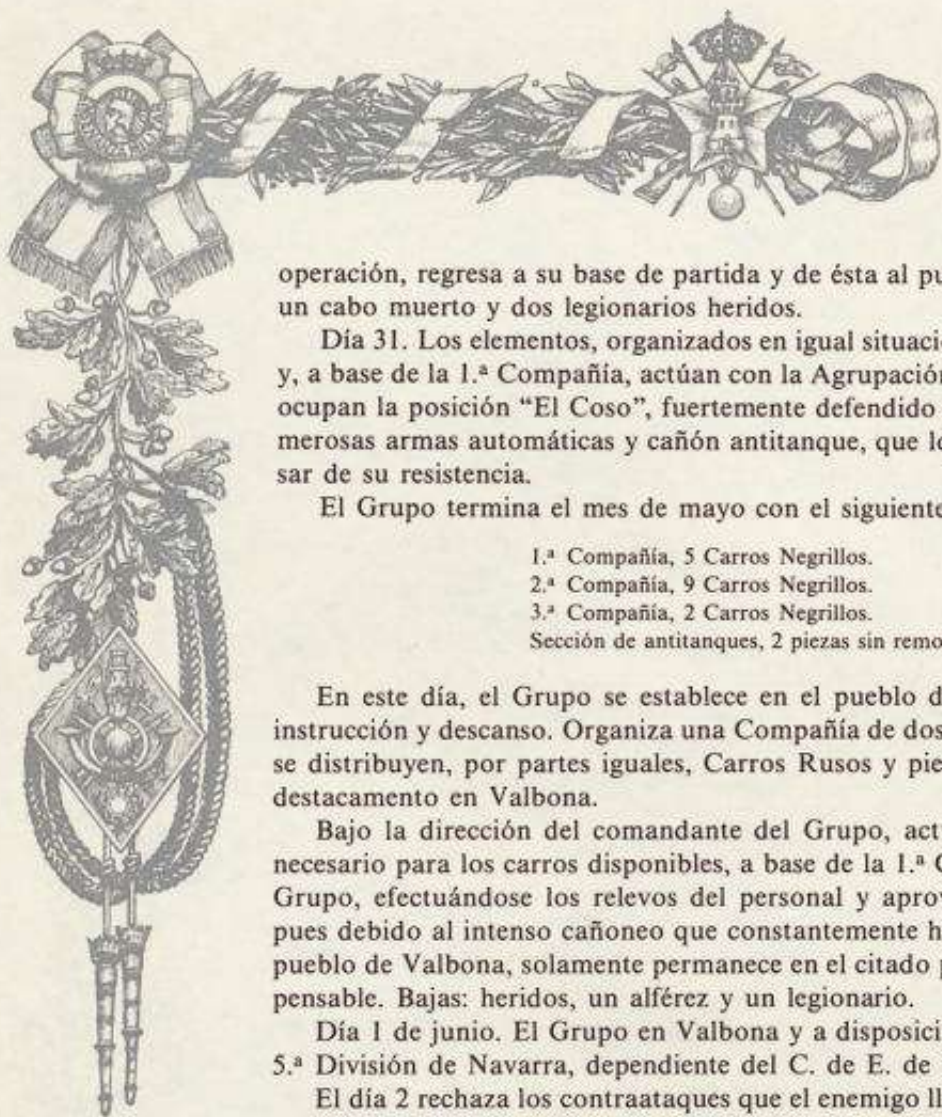 operación, regresa a su base de partida y de ésta al
un cabo muerto y dos legionarios heridos.
Día 31. Los elementos, organizados en igual
y, a base de la 1.ª Compañía, actúan con la Agrupación
ocupan la posición "El Coso", fuertemente defendido
merosas armas automáticas y cañón antitanque, que
sar de su resistencia.
El Grupo termina el mes de mayo con el siguiente
1.ª Compañía, 5 Carros Negrillos.
2.ª Compañía, 9 Carros Negrillos.
3.ª Compañía, 2 Carros Negrillos.
Sección de antitanques, 2 piezas sin
En este día, el Grupo se establece en el pueblo
instrucción y descanso. Organiza una Compañía de dos
se distribuyen, por partes iguales, Carros Rusos y
destacamento en Valbona.
Bajo la dirección del comandante del Grupo,
necesario para los carros disponibles, a base de la 1.ª
Grupo, efectuándose los relevos del personal y
pues debido al intenso cañoneo que constantemente
pueblo de Valbona, solamente permanece en el citado
pensable. Bajas: heridos, un alférez y un legionario.
Día 1 de junio. El Grupo en Valbona y a
5.ª División de Navarra, dependiente del C. de E. de
El día 2 rechaza los contraataques que el enemigo